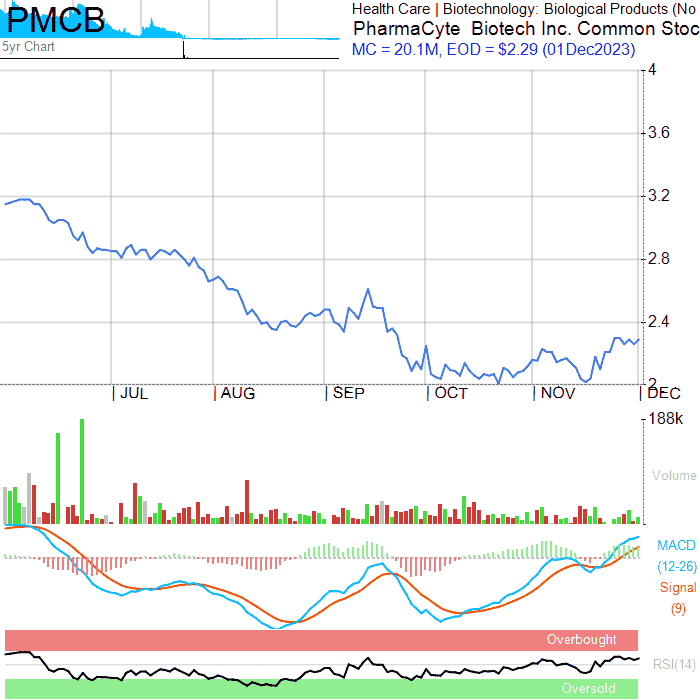 PMCB
5yr Chart
Health Care | Biotechnology: Biological Products (No
PharmaCyte Biotech Inc. Common Stoc
MC = 20.1M, EOD = $2.29 (01Dec2023)
4
3.6
3.2
2.8
2.4
2
| JUL | AUG | SEP | OCT | NOV | DEC
188k
Volume
MACD
(12-26)
Signal
(9)
Overbought
RSI(14)
Oversold